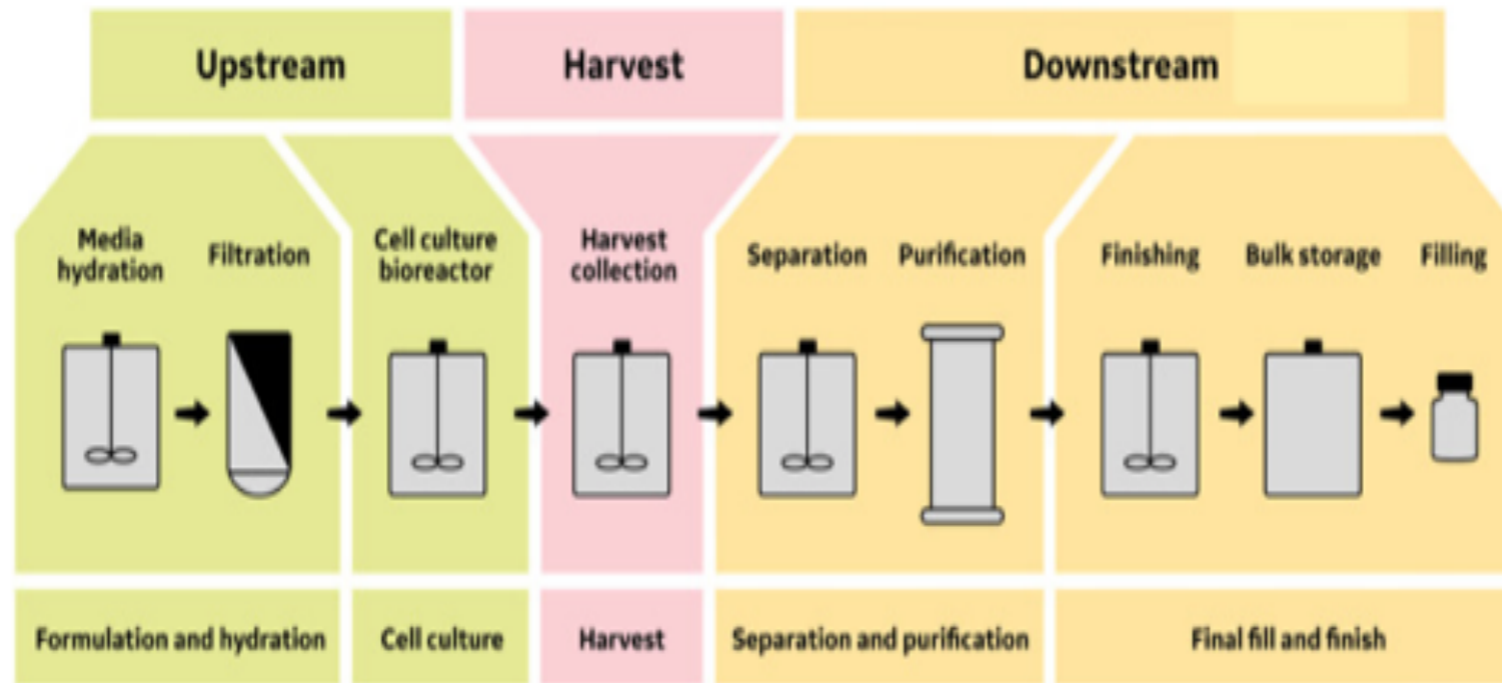 Upstream
Harvest
Downstream
Media
hydration
Filtration
Cell culture
bioreactor
Harvest
collection
Separation
Purification
Finishing
Bulk storage
Filling
Formulation and hydration
Cell culture
Harvest
Separation and purification
Final fill and finish